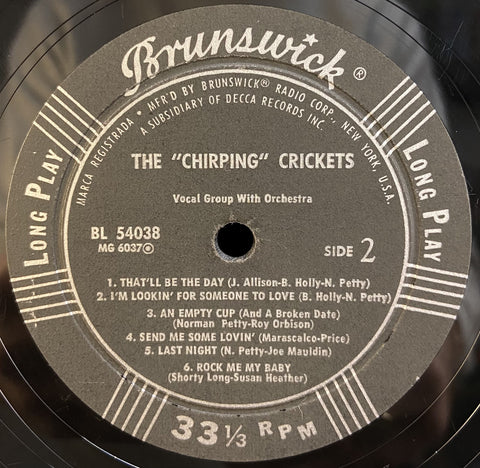 Brunswick ®
MARCA REGISTRADA • MFR'D BY BRUNSWICK® RADIO CORP., NEW YORK, U.S.A.
A SUBSIDIARY OF DECCA RECORDS INC.
LONG PLAY
LONG PLAY
THE "CHIRPING" CRICKETS
Vocal Group With Orchestra
BL 54038
MG 6037
SIDE 2
1. THAT'LL BE THE DAY (J. Allison-B. Holly-N. Petty)
2. I'M LOOKIN' FOR SOMEONE TO LOVE (B. Holly-N. Petty)
3. AN EMPTY CUP (And A Broken Date)
(Norman Petty-Roy Orbison)
4. SEND ME SOME LOVIN' (Marascalco-Price)
5. LAST NIGHT (N. Petty-Joe Mauldin)
6. ROCK ME MY BABY
(Shorty Long-Susan Heather)
33 1/3 RPM